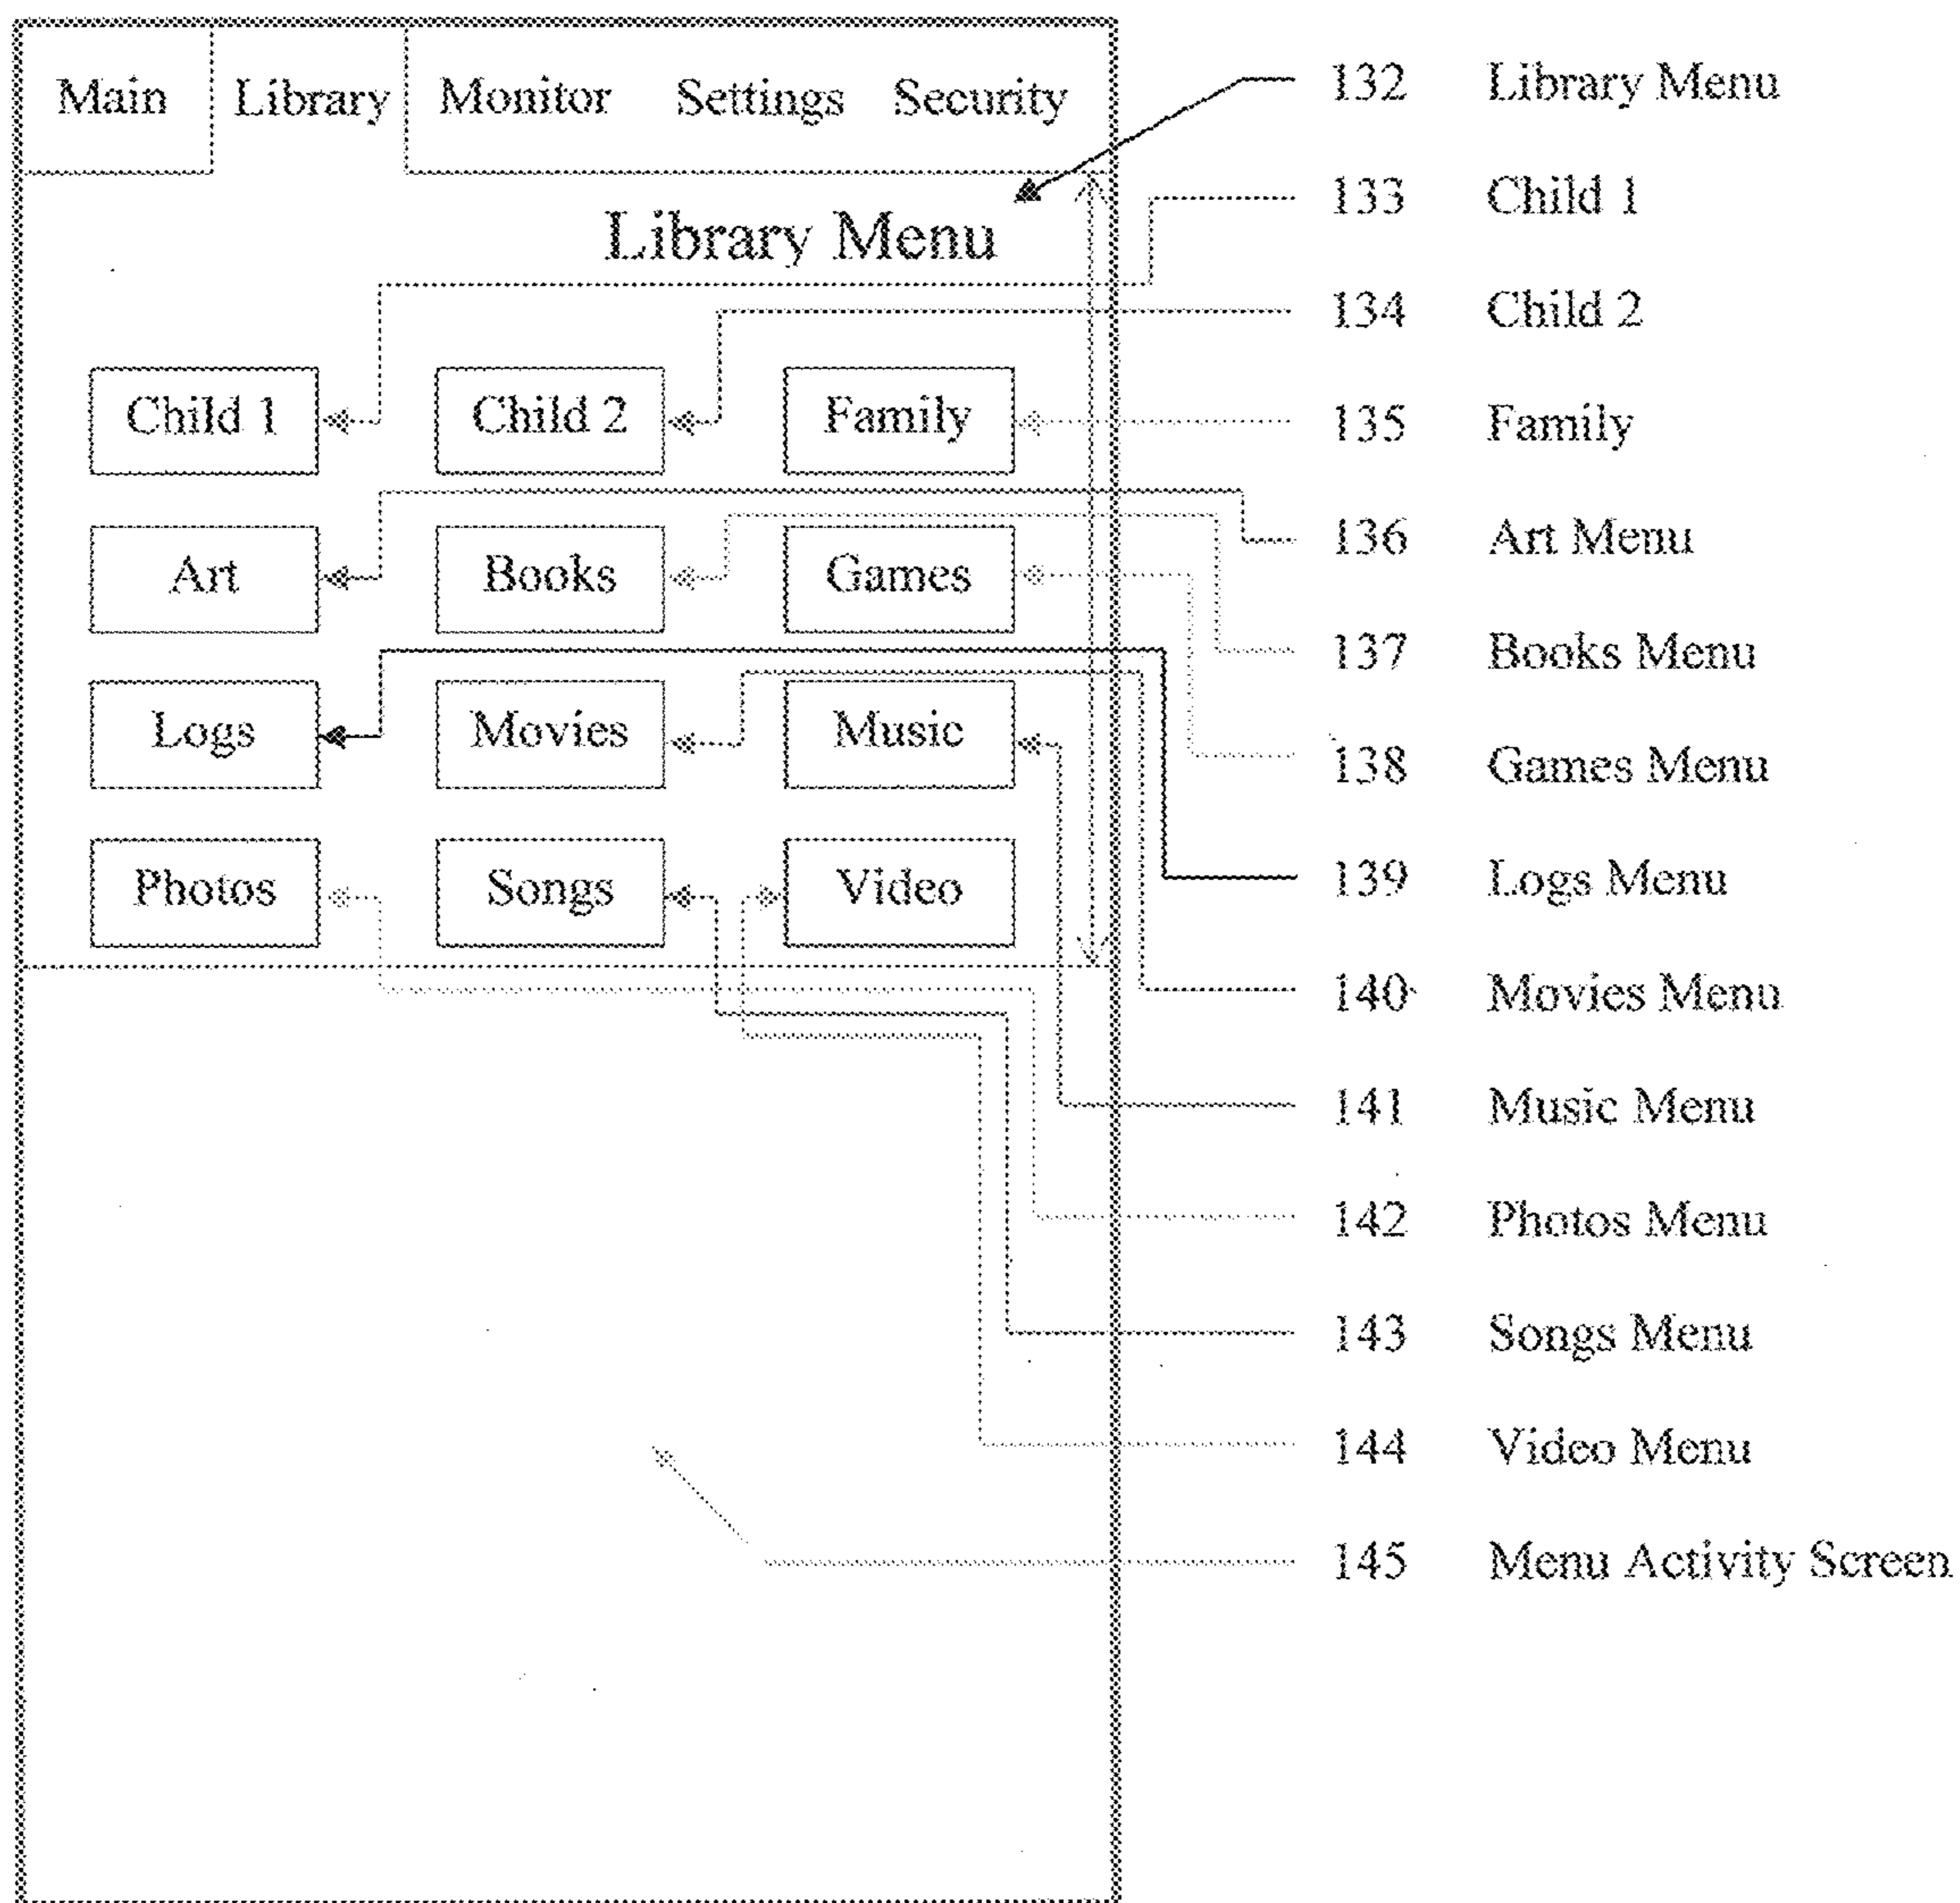 Main Library Monitor Settings Security
Library Menu
Child 1 Child 2 Family
Art Books Games
Logs Movies Music
Photos Songs Video
132 Library Menu
133 Child 1
134 Child 2
135 Family
136 Art Menu
137 Books Menu
138 Games Menu
139 Logs Menu
140 Movies Menu
141 Music Menu
142 Photos Menu
143 Songs Menu
144 Video Menu
145 Menu Activity Screen